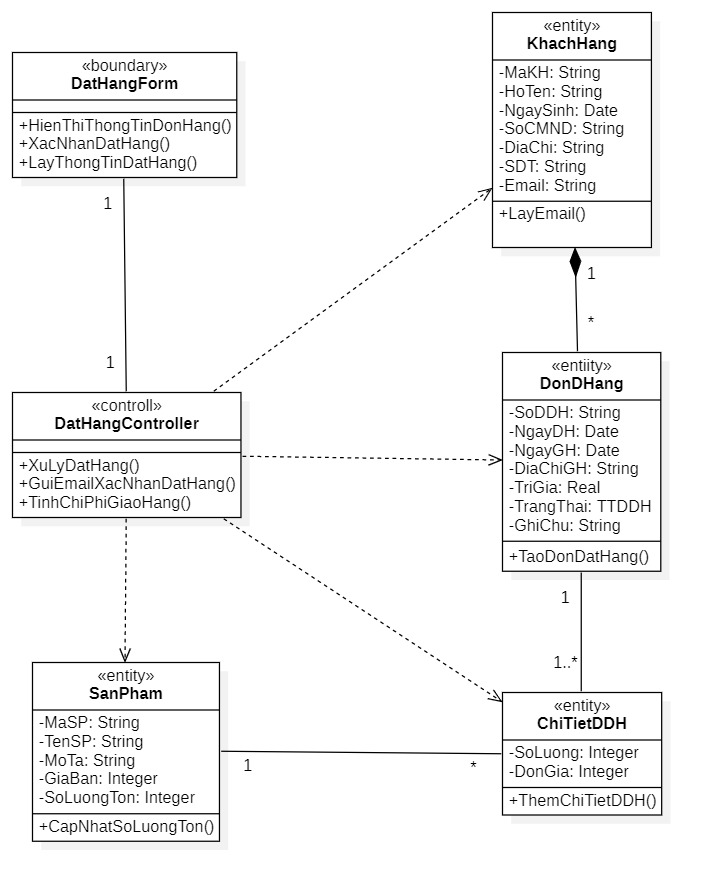 «boundary»
DatHangForm
+HienThiThongTinDonHang()
+XacNhanDatHang()
+LayThongTinDatHang()
«entity»
KhachHang
-MaKH: String
-HoTen: String
-NgaySinh: Date
-SoCMND: String
-DiaChi: String
-SDT: String
-Email: String
+LayEmail()
1
1
1
*
«controll»
DatHangController
+XuLyDatHang()
+GuiEmailXacNhanDatHang()
+TinhChiPhiGiaoHang()
«entiity»
DonDHang
-SoDDH: String
-NgayDH: Date
-NgayGH: Date
-DiaChiGH: String
-TriGia: Real
-TrangThai: TTDDH
-GhiChu: String
+TaoDonDatHang()
1
1..*
«entity»
SanPham
-MaSP: String
-TenSP: String
-MoTa: String
-GiaBan: Integer
-SoLuongTon: Integer
+CapNhatSoLuongTon()
1
*
«entity»
ChiTietDDH
-SoLuong: Integer
-DonGia: Integer
+ThemChiTietDDH()